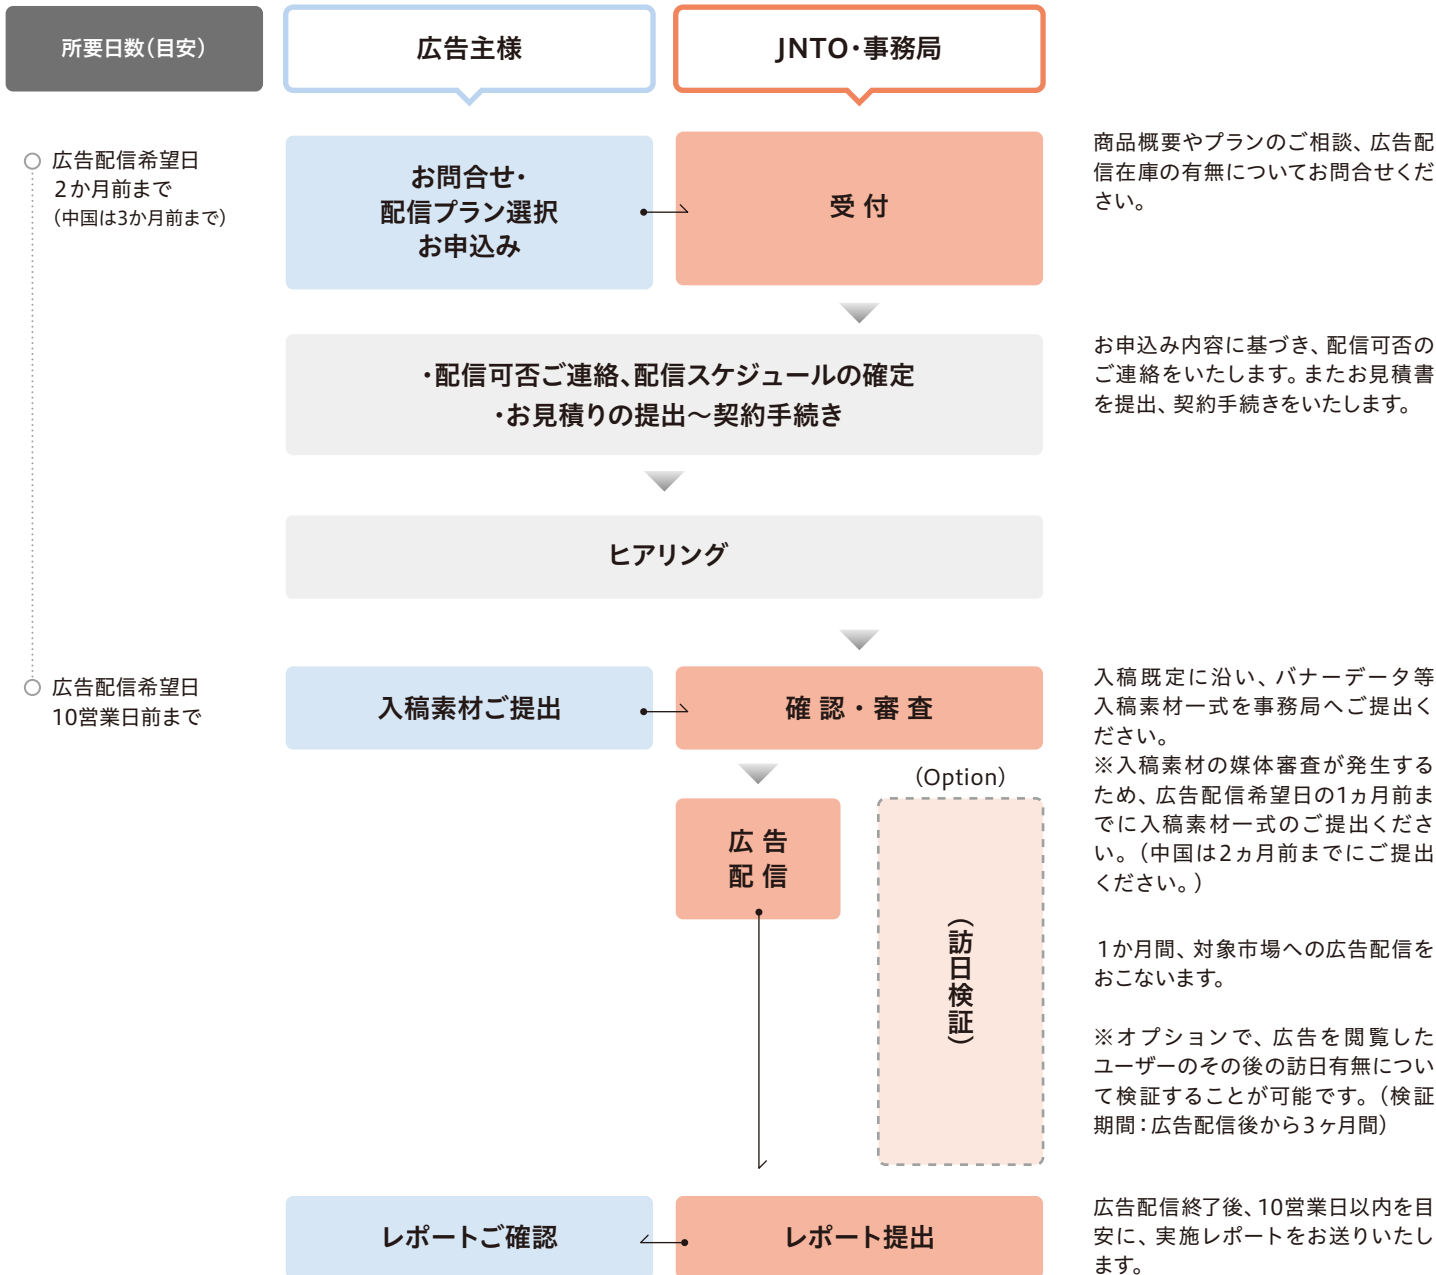 所要日数(目安)
広告主様
JNTO・事務局
広告配信希望日
2か月前まで
(中国は3か月前まで)
お問合せ・
配信プラン選択
お申込み
受付
商品概要やプランのご相談、広告配
信在庫の有無についてお問合せくだ
さい。
・配信可否ご連絡、配信スケジュールの確定
・お見積りの提出～契約手続き
お申込み内容に基づき、配信可否の
ご連絡をいたします。またお見積書
を提出、契約手続きをいたします。
ヒアリング
広告配信希望日
10営業日前まで
入稿素材ご提出
確認・審査
入稿既定に沿い、バナーデータ等
入稿素材一式を事務局へご提出く
ださい。
※入稿素材の媒体審査が発生する
ため、広告配信希望日の1ヵ月前ま
でに入稿素材一式のご提出くださ
い。(中国は2ヵ月前までにご提出
ください。)
広告
配信
(Option)
(訪日検証)
1か月間、対象市場への広告配信を
おこないます。
※オプションで、広告を閲覧した
ユーザーのその後の訪日有無につい
て検証することが可能です。(検証
期間：広告配信後から3ヶ月間)
レポートご確認
レポート提出
広告配信終了後、10営業日以内を目
安に、実施レポートをお送りいたし
ます。